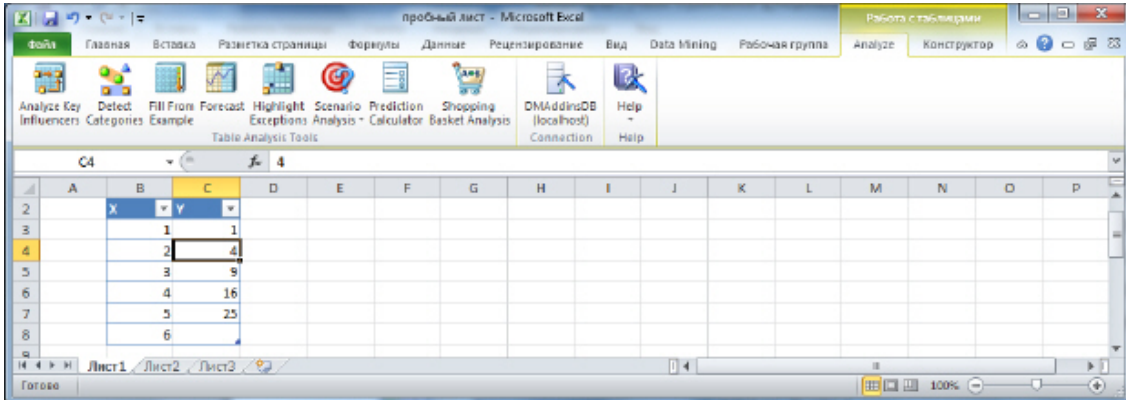 пробный лист - Microsoft Excel
Работа с таблицами
Файл Главная Вставка Разметка страницы Формулы Данные Рецензирование Вид Data Mining Рабочая группа Analyze Конструктор
Analyze Key Influencers Detect Categories Fill From Example Forecast Highlight Exceptions Scenario Analysis Prediction Calculator Shopping Basket Analysis DMAddinsDB (localhost) Help
Table Analysis Tools Connection Help
C4 fx 4
A B C D E F G H I J K L M N O P
2 X Y
3 1 1
4 2 4
5 3 9
6 4 16
7 5 25
8 6
9
Лист1 Лист2 Лист3
Готово 100%